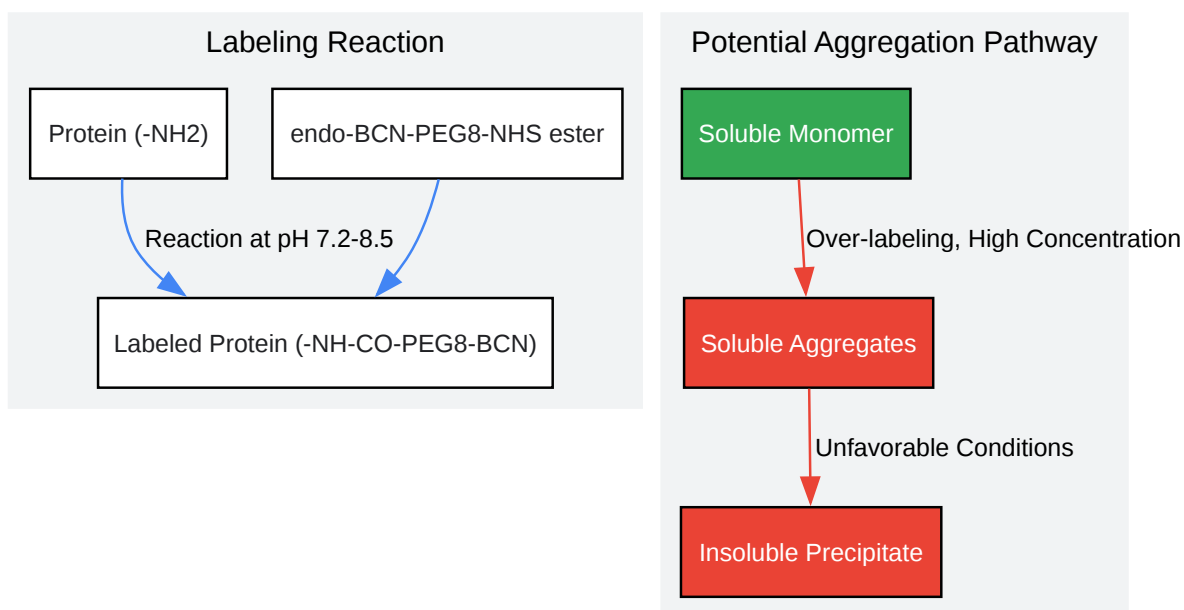 Labeling Reaction
Protein (-NH2)
endo-BCN-PEG8-NHS ester
Reaction at pH 7.2-8.5
Labeled Protein (-NH-CO-PEG8-BCN)
Potential Aggregation Pathway
Soluble Monomer
Over-labeling, High Concentration
Soluble Aggregates
Unfavorable Conditions
Insoluble Precipitate